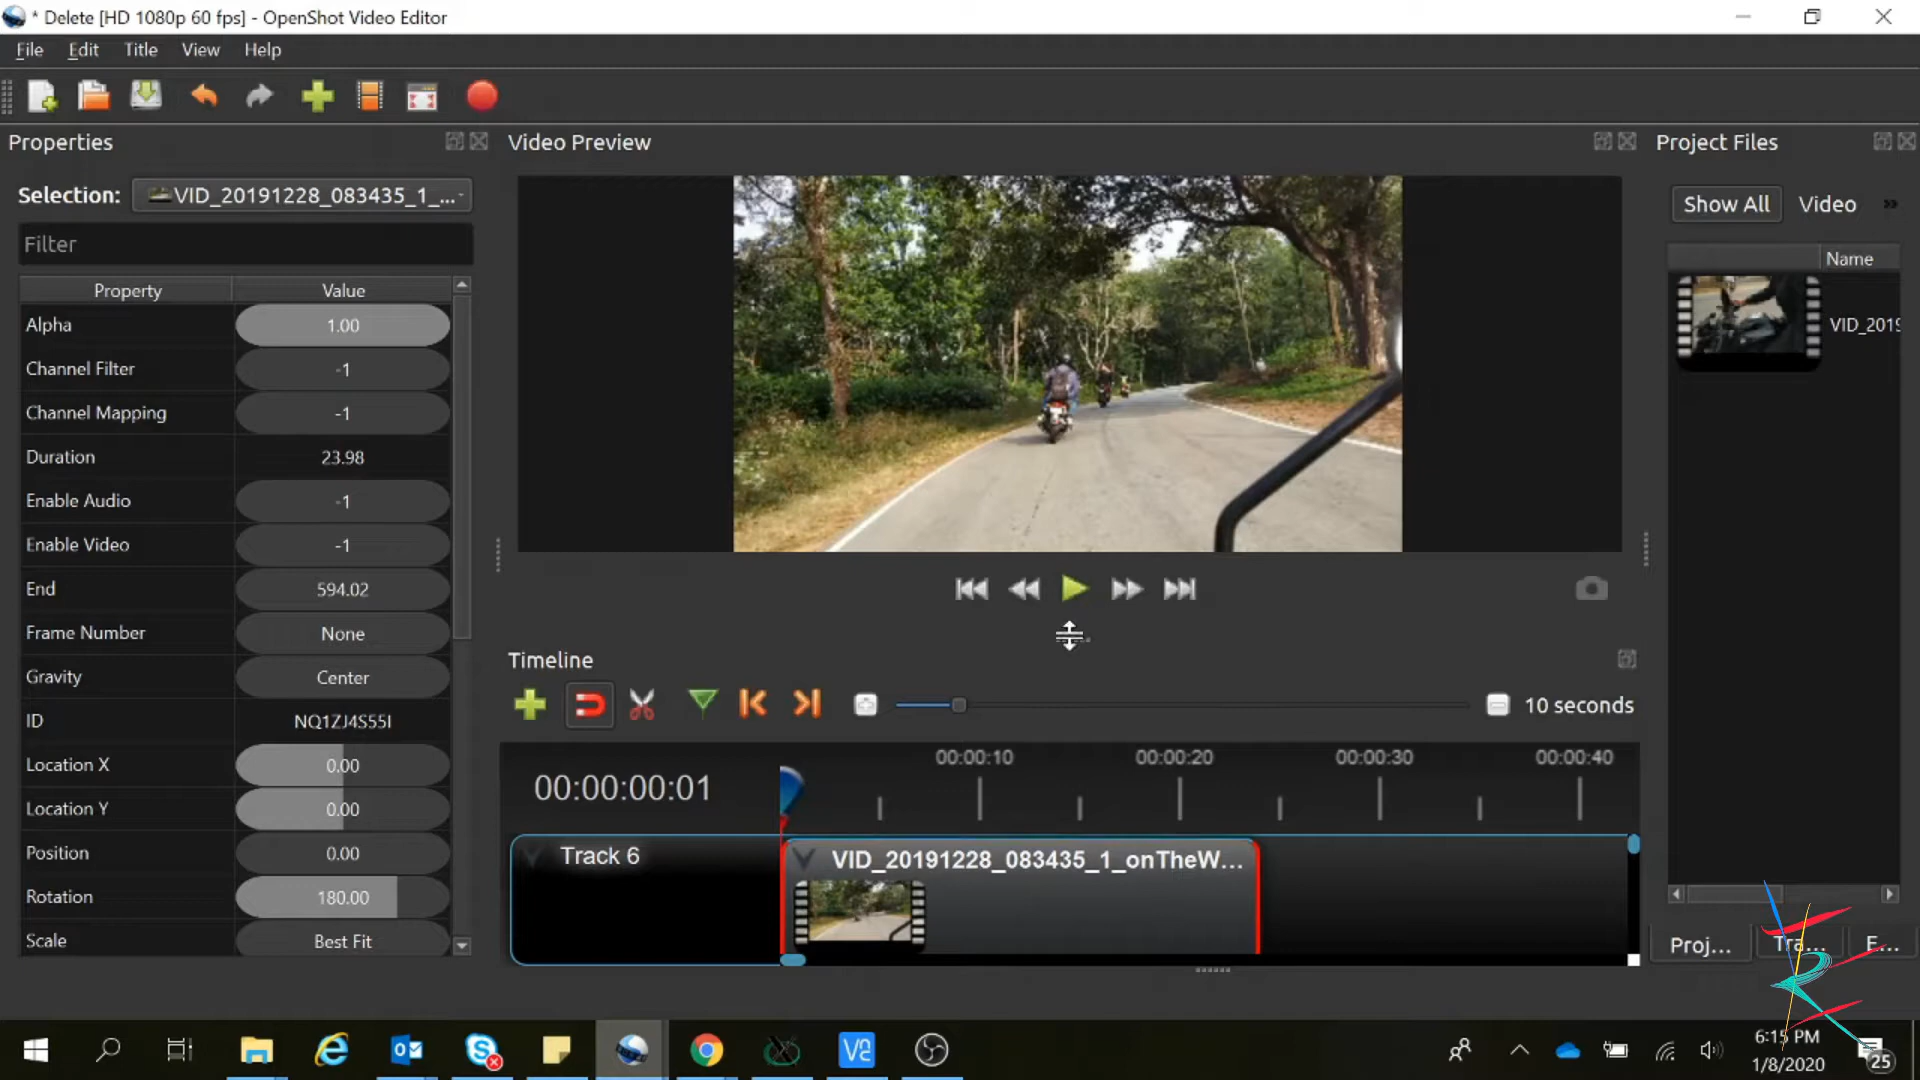 * Delete [HD 1080p 60 fps] - OpenShot Video Editor
File Edit Title View Help
Properties
Video Preview
Project Files
Selection: VID_20191228_083435_1_...
Show All Video »
Filter
Name
Property Value
Alpha 1.00
VID_2019
Channel Filter -1
Channel Mapping -1
Duration 23.98
Enable Audio -1
Enable Video -1
End 594.02
Frame Number None
Gravity Center
ID NQ1ZJ4S55I
Location X 0.00
Location Y 0.00
Position 0.00
Rotation 180.00
Scale Best Fit
Timeline
10 seconds
00:00:00:01
00:00:10 00:00:20 00:00:30 00:00:40
Track 6
VID_20191228_083435_1_onTheW...
Proj... Tra... E...
6:15 PM
1/8/2020
25